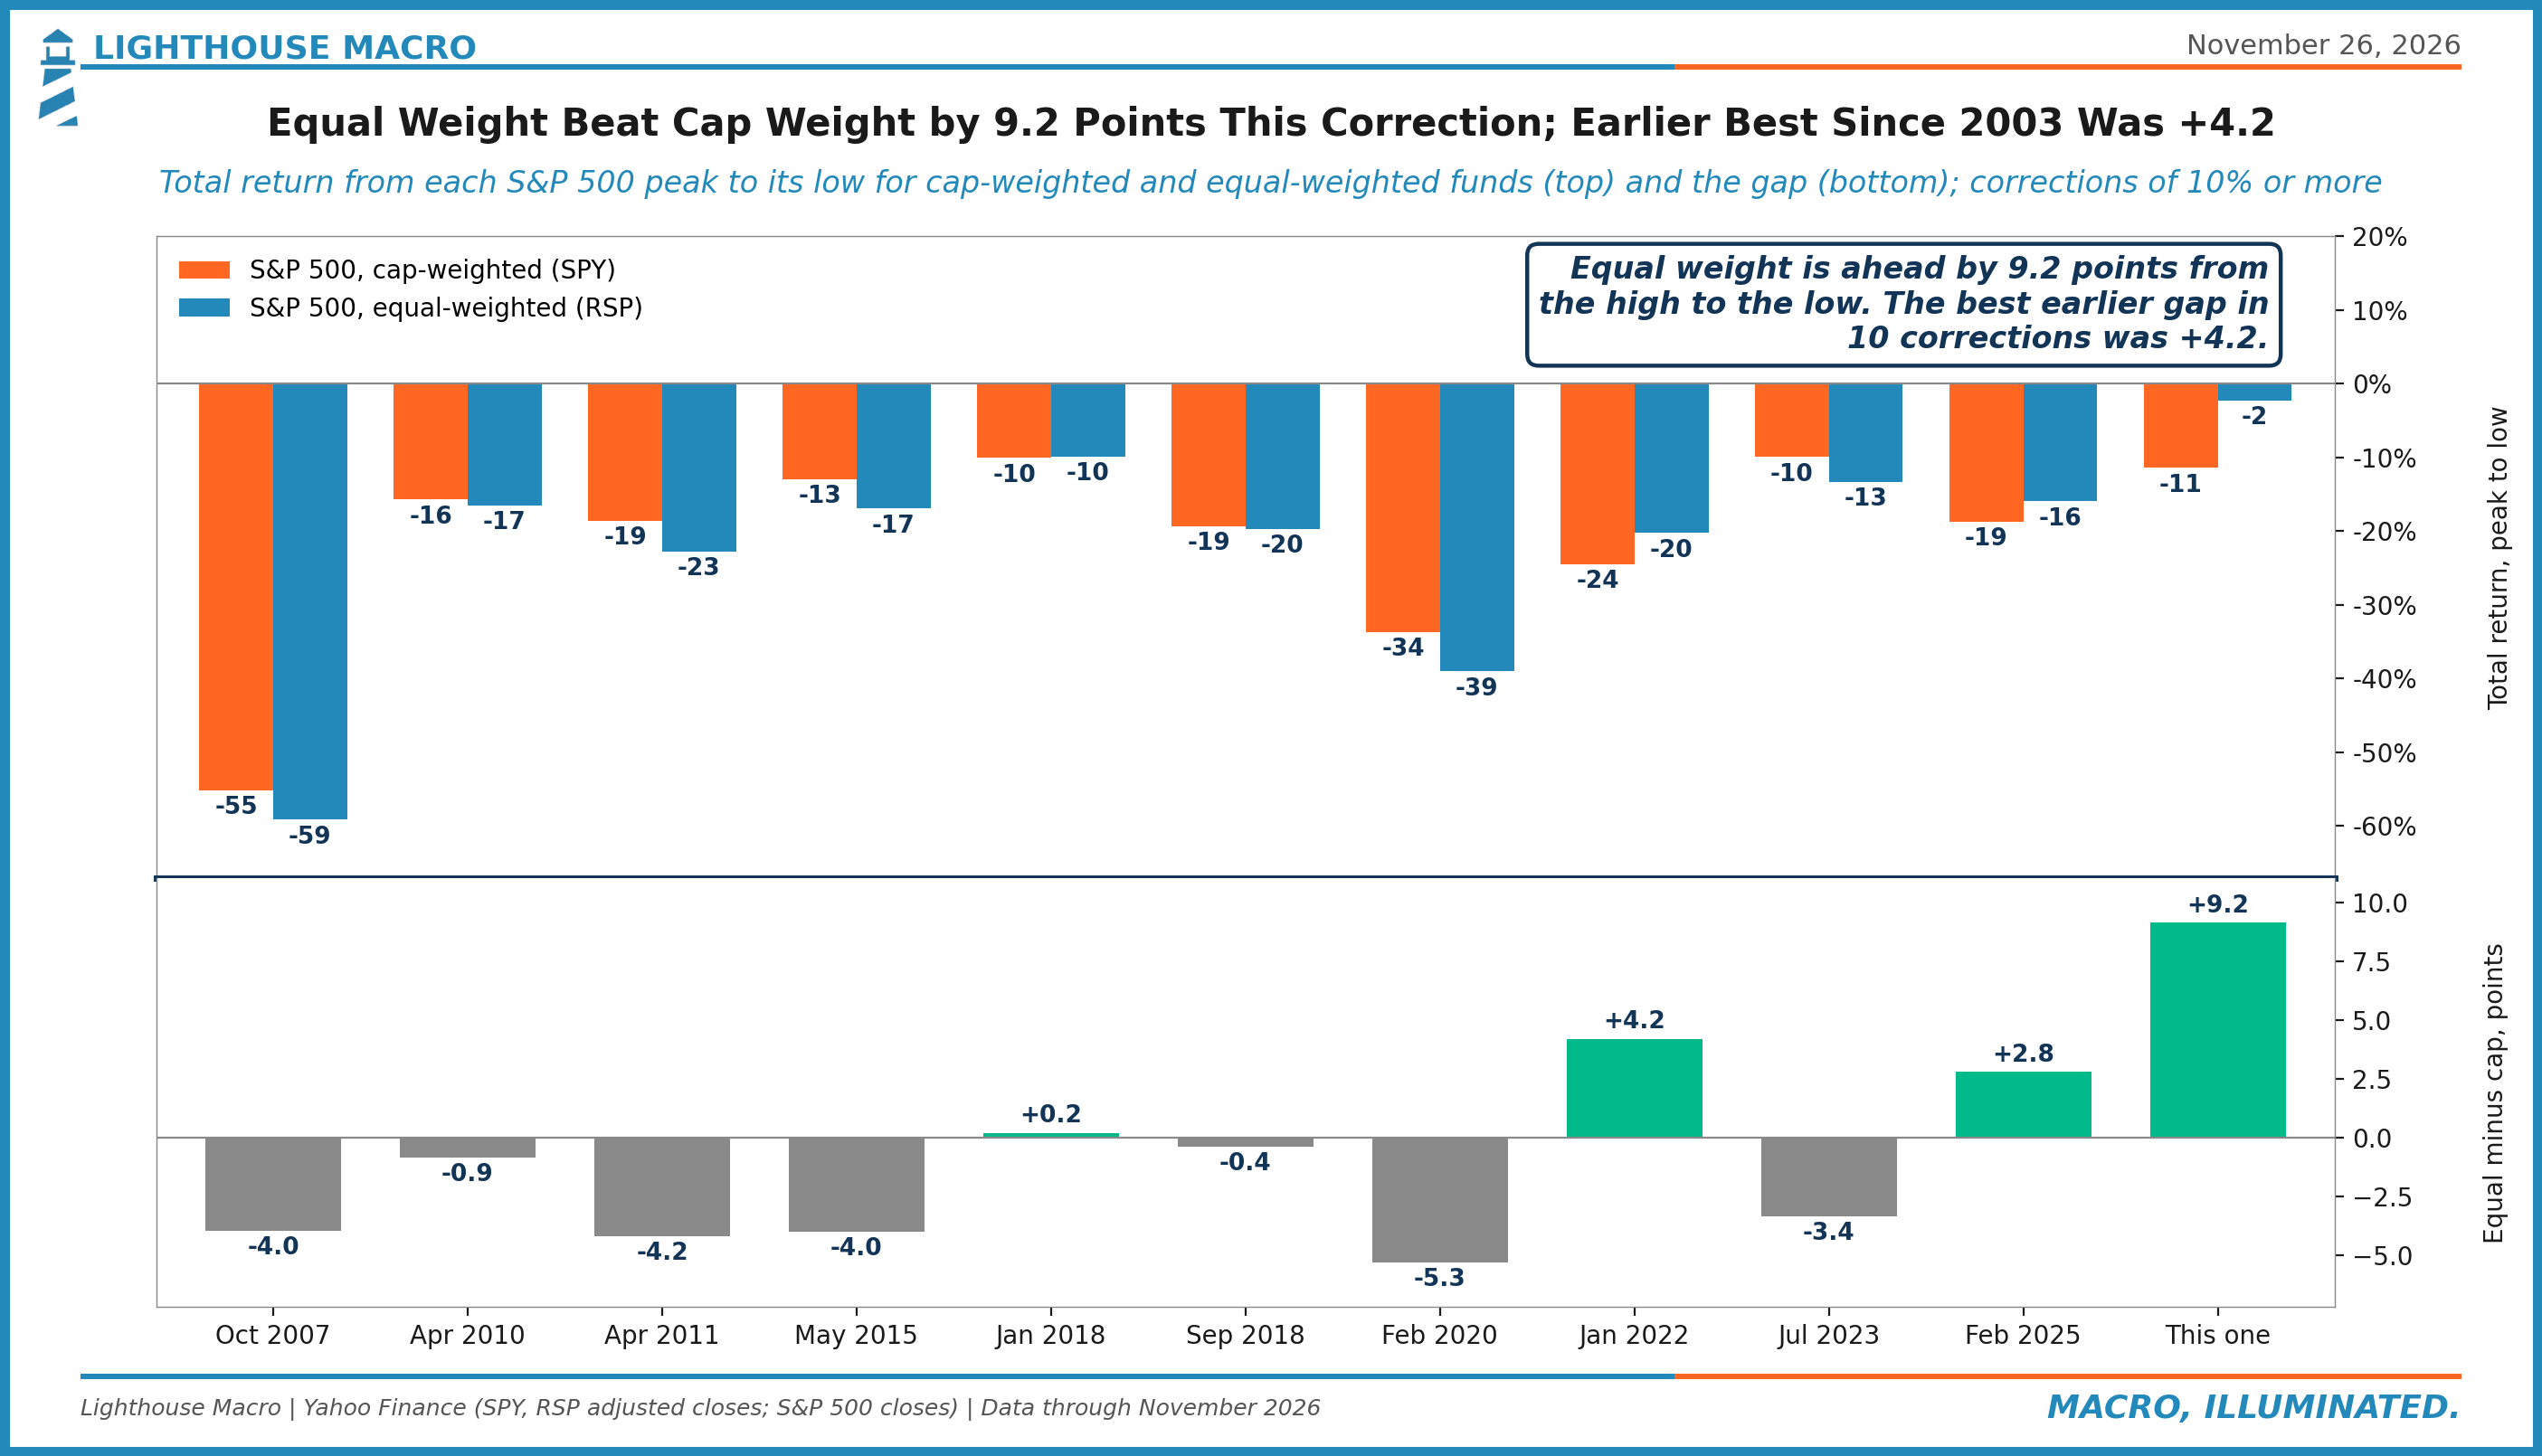 LIGHTHOUSE MACRO
November 26, 2026
Equal Weight Beat Cap Weight by 9.2 Points This Correction; Earlier Best Since 2003 Was +4.2
Total return from each S&P 500 peak to its low for cap-weighted and equal-weighted funds (top) and the gap (bottom); corrections of 10% or more
S&P 500, cap-weighted (SPY)
S&P 500, equal-weighted (RSP)
Equal weight is ahead by 9.2 points from
the high to the low. The best earlier gap in
10 corrections was +4.2.
20%
10%
0%
-10%
-20%
-30%
-40%
-50%
-60%
Total return, peak to low
-55
-59
-16
-17
-19
-23
-13
-17
-10
-10
-19
-20
-34
-39
-24
-20
-10
-13
-19
-16
-11
-2
10.0
7.5
5.0
2.5
0.0
−2.5
−5.0
Equal minus cap, points
-4.0
-0.9
-4.2
-4.0
+0.2
-0.4
-5.3
+4.2
-3.4
+2.8
+9.2
Oct 2007
Apr 2010
Apr 2011
May 2015
Jan 2018
Sep 2018
Feb 2020
Jan 2022
Jul 2023
Feb 2025
This one
Lighthouse Macro | Yahoo Finance (SPY, RSP adjusted closes; S&P 500 closes) | Data through November 2026
MACRO, ILLUMINATED.